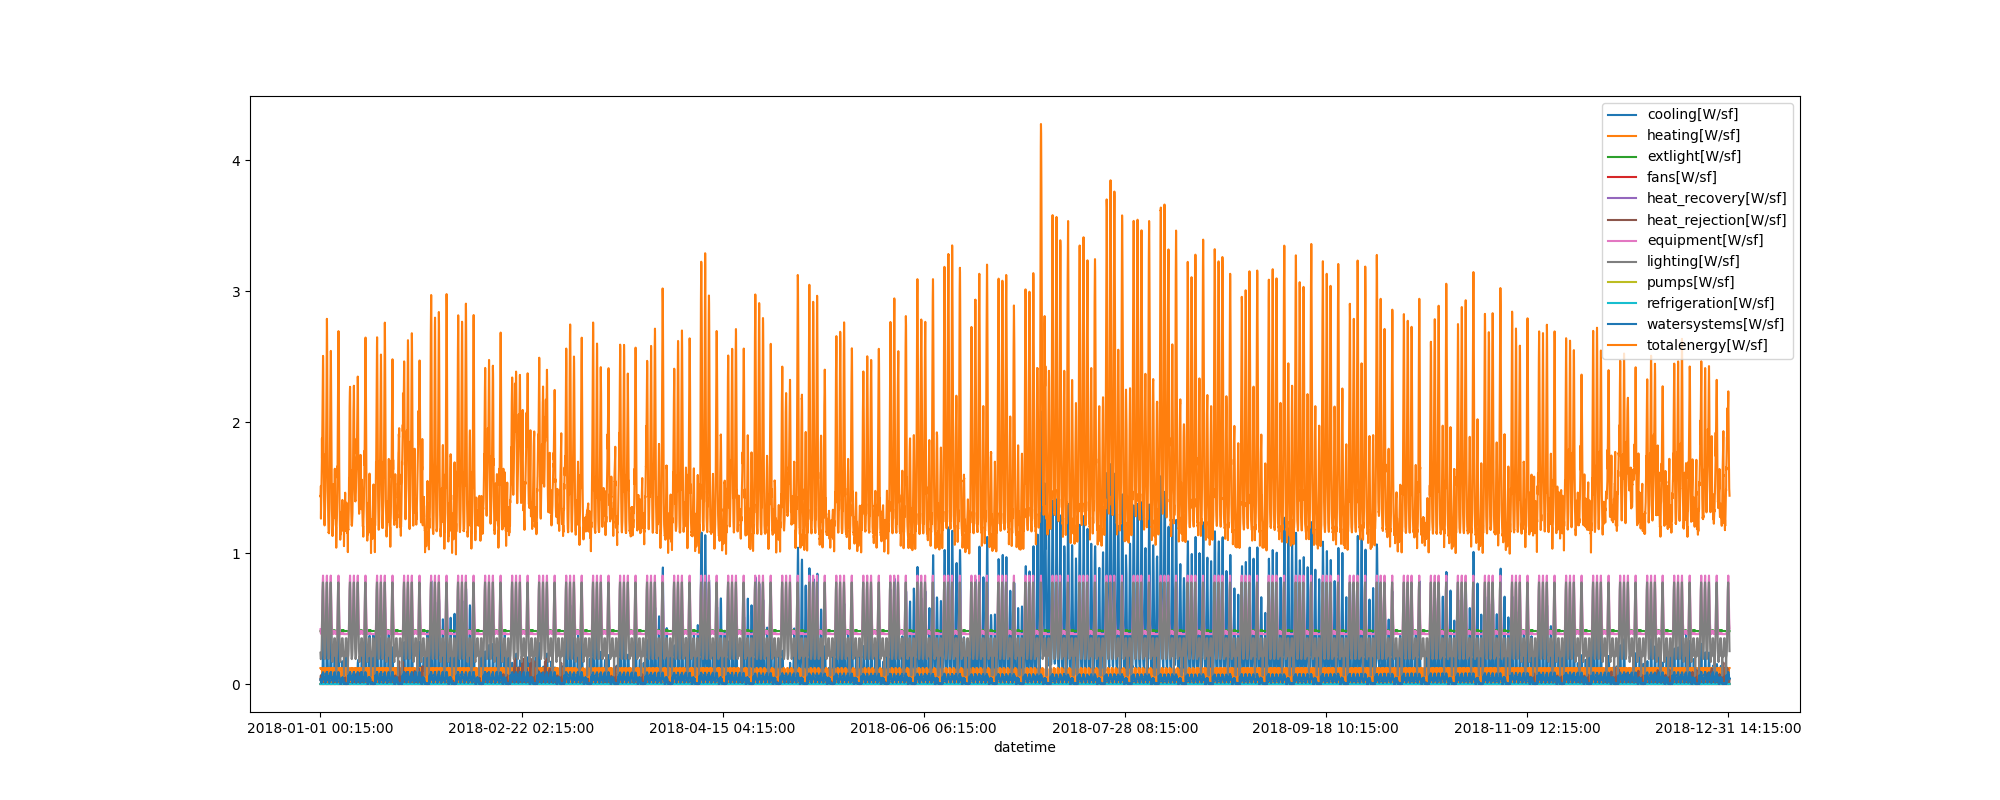 cooling[W/sf]
heating[W/sf]
extlight[W/sf]
fans[W/sf]
heat_recovery[W/sf]
heat_rejection[W/sf]
equipment[W/sf]
lighting[W/sf]
pumps[W/sf]
refrigeration[W/sf]
watersystems[W/sf]
totalenergy[W/sf]
4
3
2
1
0
2018-01-01 00:15:00 2018-02-22 02:15:00 2018-04-15 04:15:00 2018-06-06 06:15:00 2018-07-28 08:15:00 2018-09-18 10:15:00 2018-11-09 12:15:00 2018-12-31 14:15:00
datetime